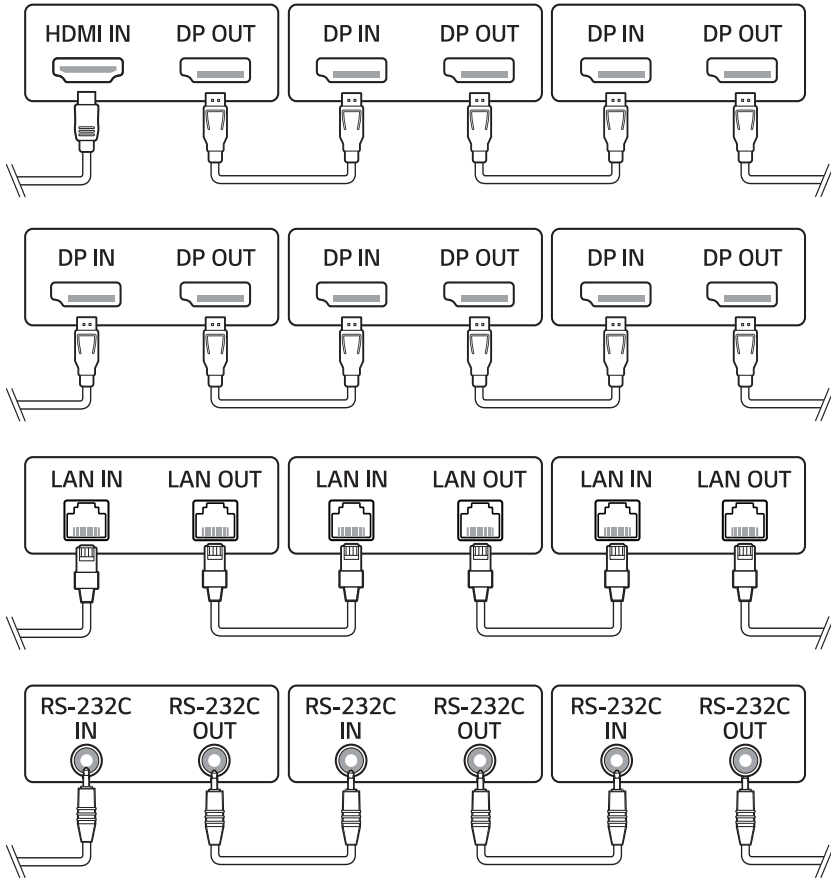 HDMI IN DP OUT DP IN DP OUT DP IN DP OUT
DP IN DP OUT DP IN DP OUT DP IN DP OUT
LAN IN LAN OUT LAN IN LAN OUT LAN IN LAN OUT
RS-232C RS-232C RS-232C RS-232C RS-232C RS-232C
IN OUT IN OUT IN OUT